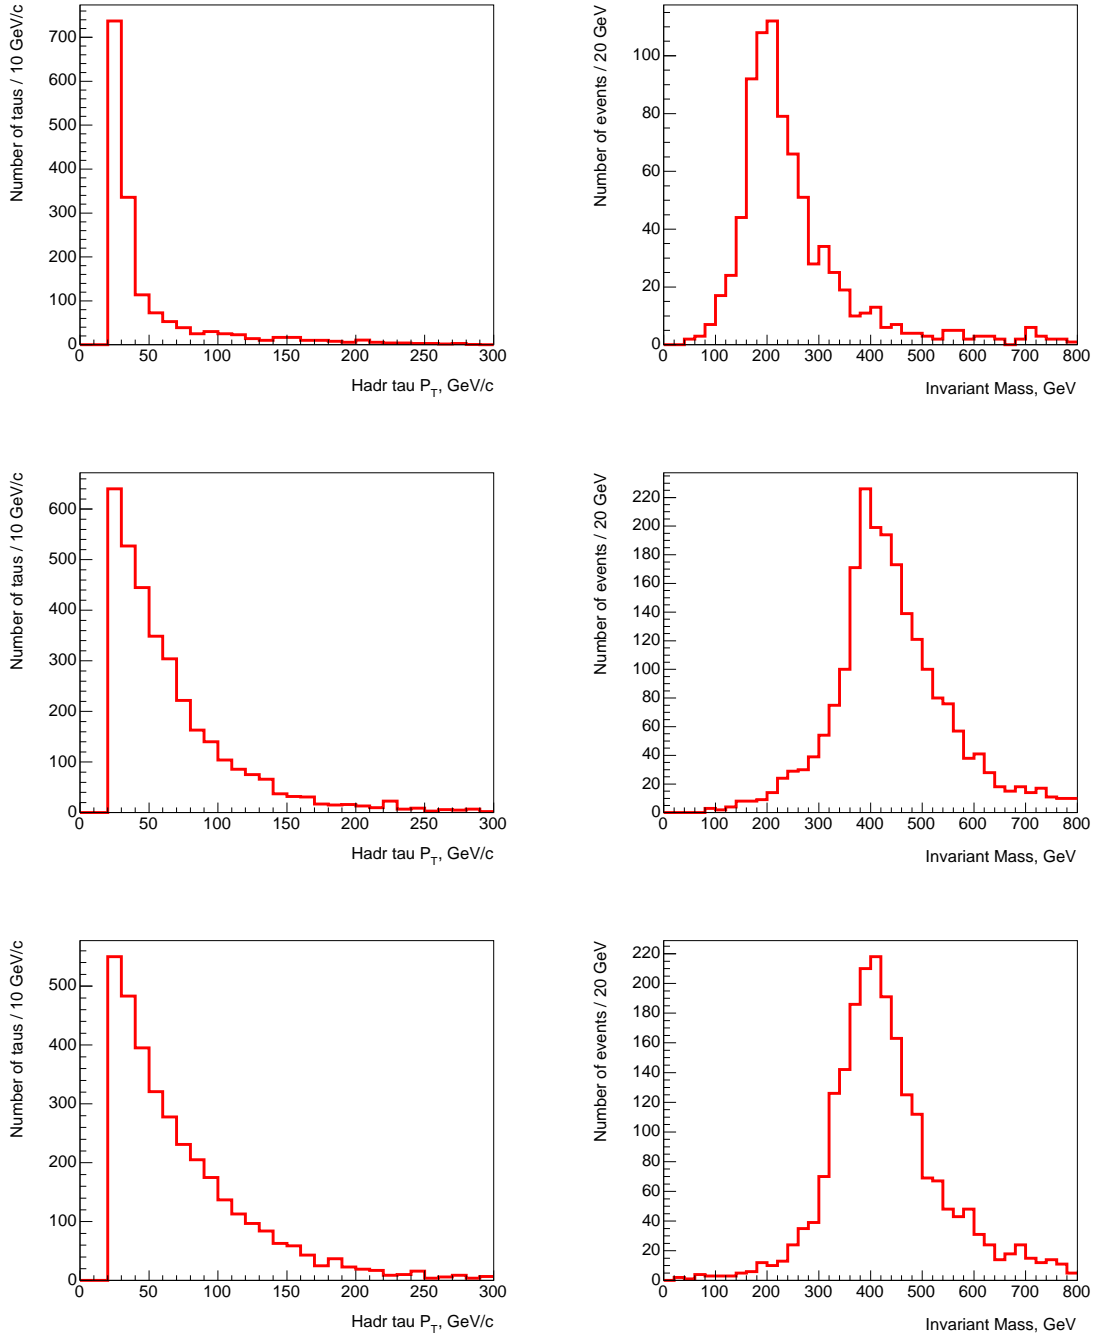 Number of taus / 10 GeV/c
700
600
500
400
300
200
100
0
0 50 100 150 200 250 300
Hadr tau P_T, GeV/c
Number of events / 20 GeV
100
80
60
40
20
0
0 100 200 300 400 500 600 700 800
Invariant Mass, GeV
Number of taus / 10 GeV/c
600
500
400
300
200
100
0
0 50 100 150 200 250 300
Hadr tau P_T, GeV/c
Number of events / 20 GeV
220
200
180
160
140
120
100
80
60
40
20
0
0 100 200 300 400 500 600 700 800
Invariant Mass, GeV
Number of taus / 10 GeV/c
500
400
300
200
100
0
0 50 100 150 200 250 300
Hadr tau P_T, GeV/c
Number of events / 20 GeV
220
200
180
160
140
120
100
80
60
40
20
0
0 100 200 300 400 500 600 700 800
Invariant Mass, GeV